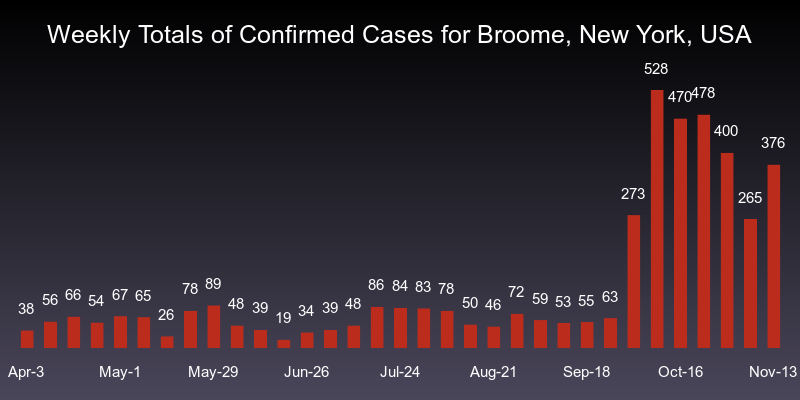 Weekly Totals of Confirmed Cases for Broome, New York, USA
38 56 66 54 67 65 26 78 89 48 39 19 34 39 48 86 84 83 78 50 46 72 59 53 55 63 273 528 470 478 400 265 376
Apr-3 May-1 May-29 Jun-26 Jul-24 Aug-21 Sep-18 Oct-16 Nov-13